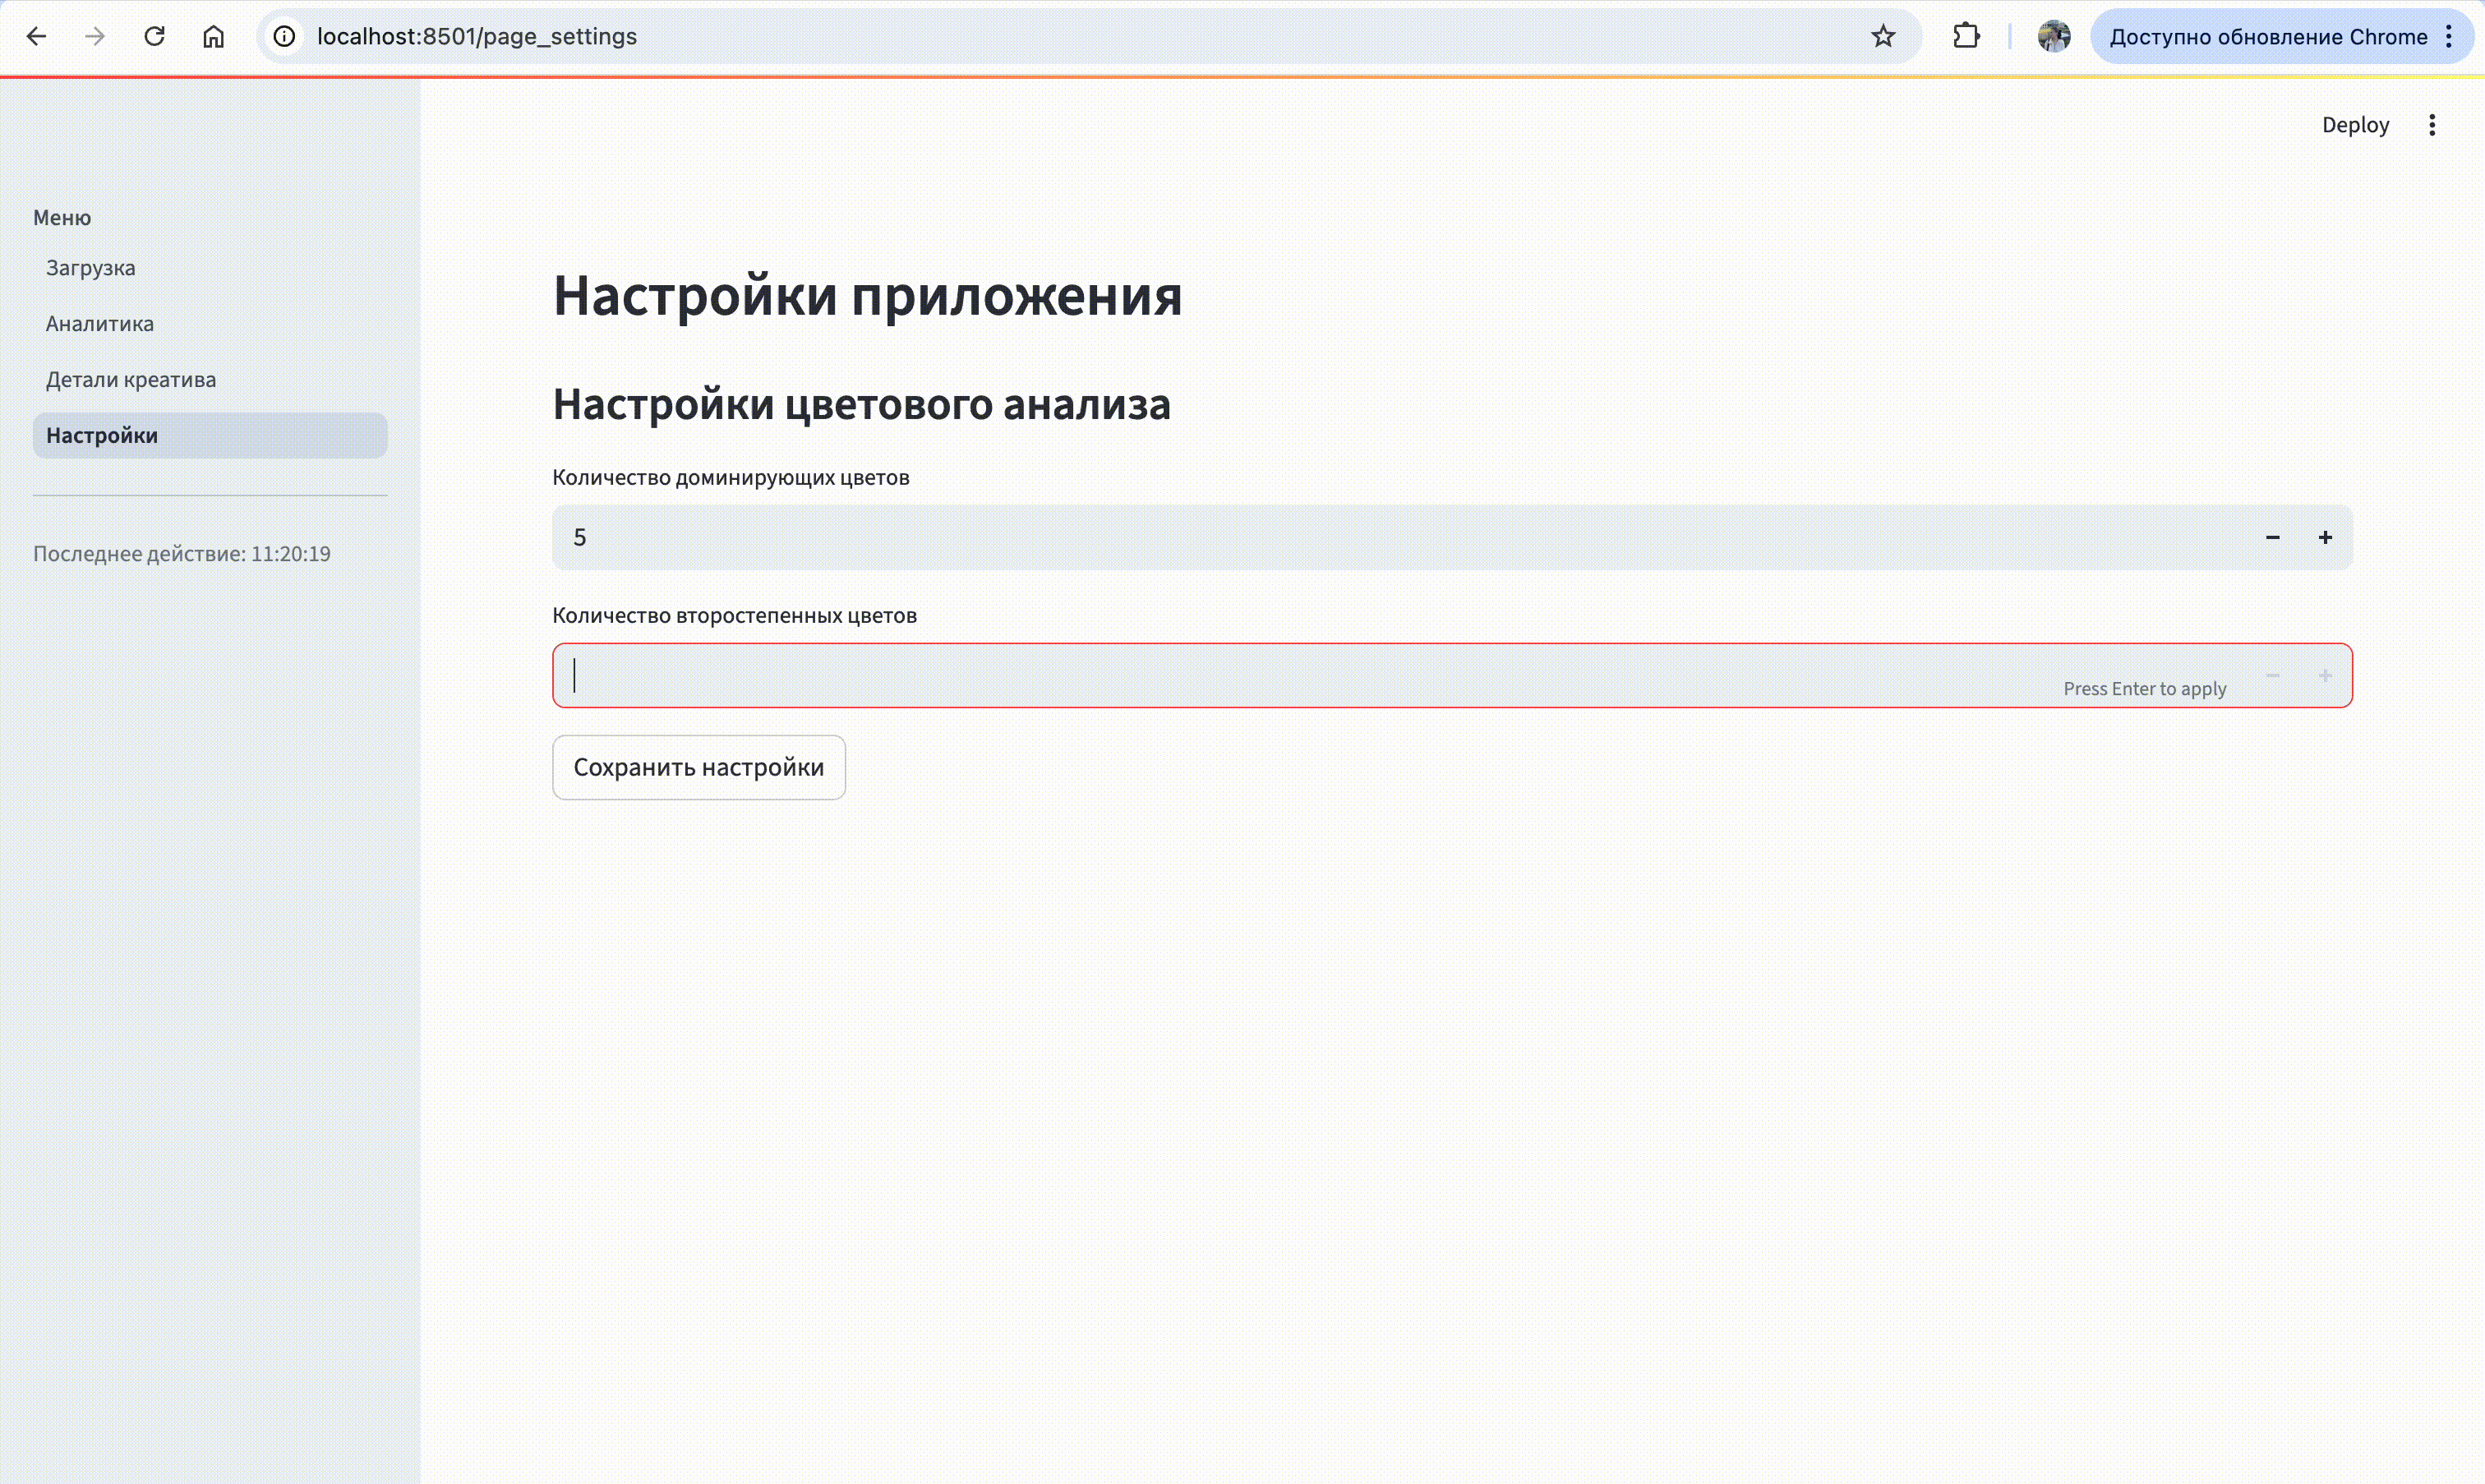 localhost:8501/page_settings
Доступно обновление Chrome
Deploy
Меню
Загрузка
Аналитика
Детали креатива
Настройки
Последнее действие: 11:20:19
Настройки приложения
Настройки цветового анализа
Количество доминирующих цветов
5
Количество второстепенных цветов
Press Enter to apply
Сохранить настройки